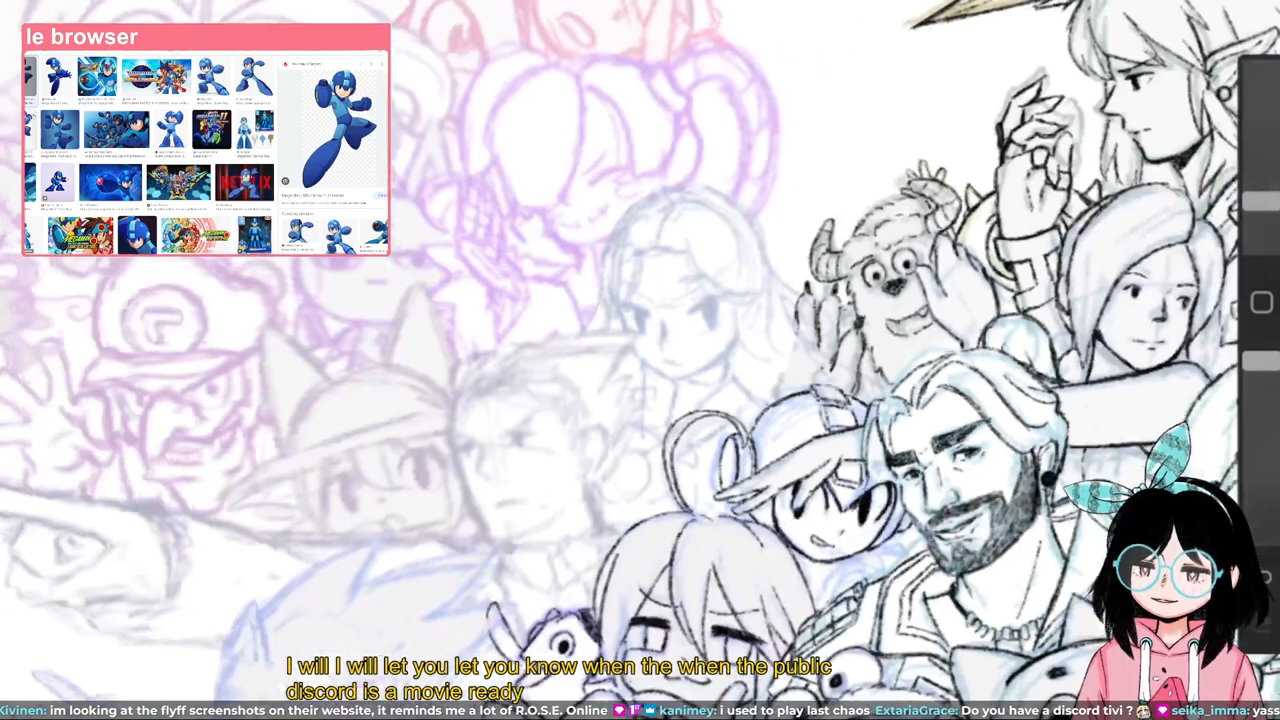 le browser
NETFLIX
I will I will let you let you know when the when the public
discord is a movie ready
Kivinen: im looking at the flyff screenshots on their website, it reminds me a lot of R.O.S.E. Online kanimey: i used to play last chaos ExtariaGrace: Do you have a discord tivi ? seika_imma: yass